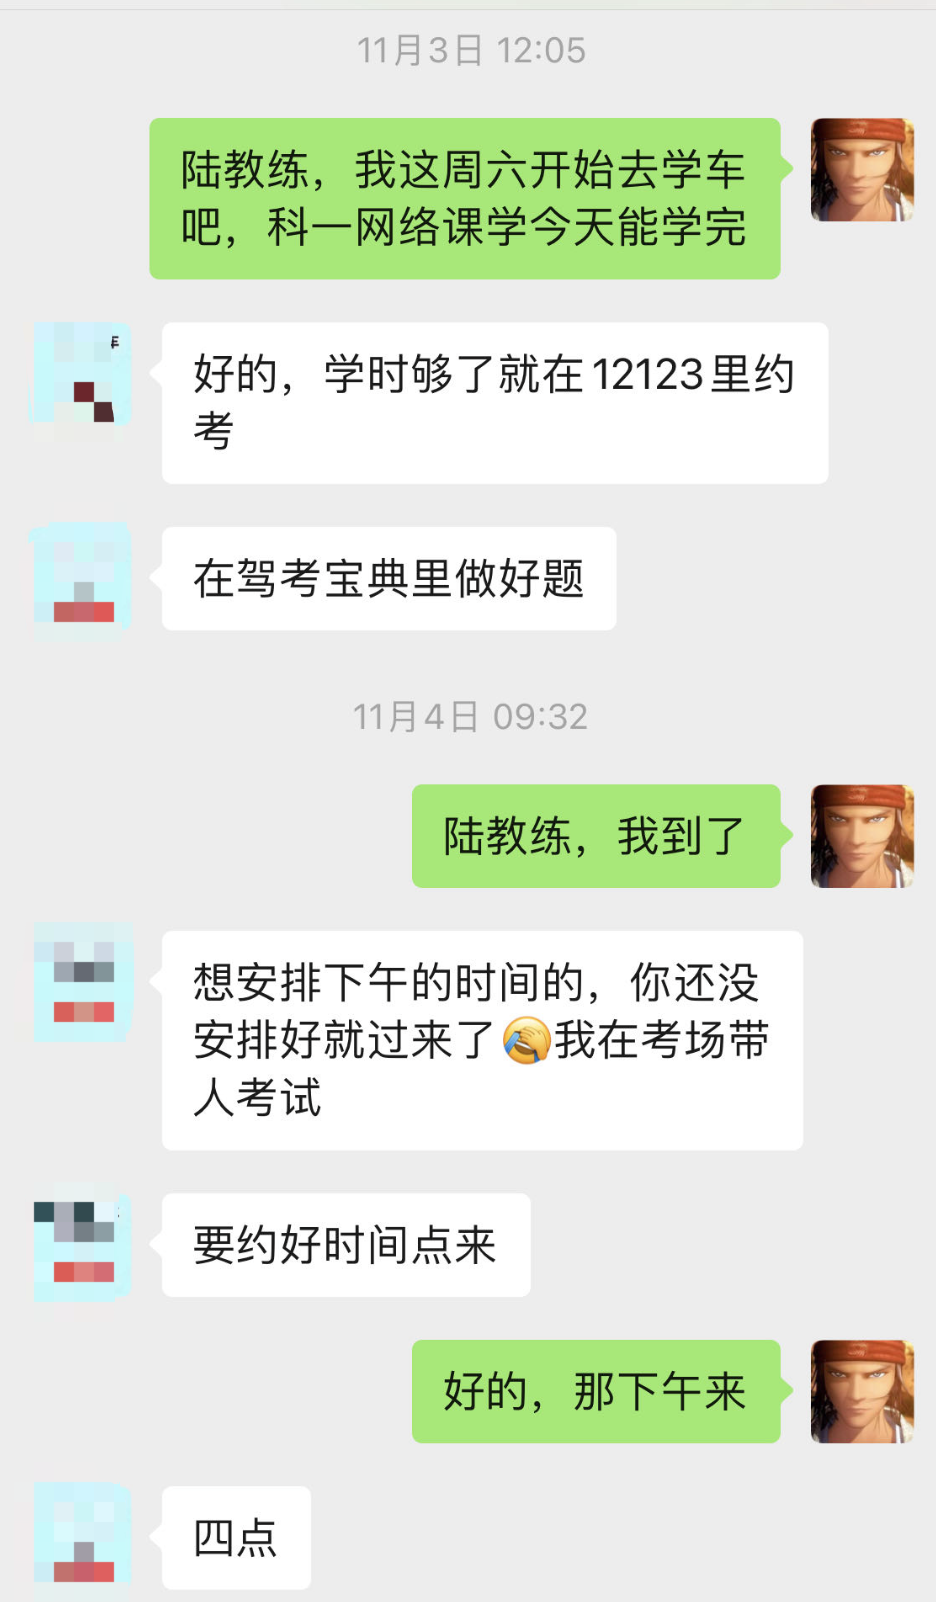 11月3日 12:05
陆教练，我这周六开始去学车
吧，科一网络课学今天能学完
好的，学时够了就在12123里约
考
在驾考宝典里做好题
11月4日 09:32
陆教练，我到了
想安排下午的时间的，你还没
安排好就过来了🤦我在考场带
人考试
要约好时间点来
好的，那下午来
四点